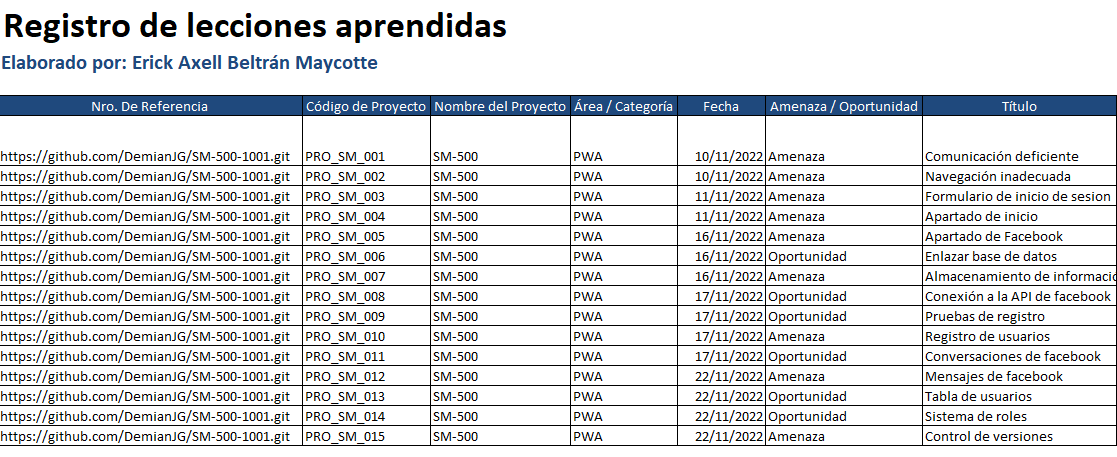 Registro de lecciones aprendidas
Elaborado por: Erick Axell Beltrán Maycotte
Nro. De Referencia Código de Proyecto Nombre del Proyecto Área / Categoría Fecha Amenaza / Oportunidad Título
https://github.com/DemianJG/SM-500-1001.git PRO_SM_001 SM-500 PWA 10/11/2022 Amenaza Comunicación deficiente
https://github.com/DemianJG/SM-500-1001.git PRO_SM_002 SM-500 PWA 10/11/2022 Amenaza Navegación inadecuada
https://github.com/DemianJG/SM-500-1001.git PRO_SM_003 SM-500 PWA 11/11/2022 Amenaza Formulario de inicio de sesion
https://github.com/DemianJG/SM-500-1001.git PRO_SM_004 SM-500 PWA 11/11/2022 Amenaza Apartado de inicio
https://github.com/DemianJG/SM-500-1001.git PRO_SM_005 SM-500 PWA 16/11/2022 Amenaza Apartado de Facebook
https://github.com/DemianJG/SM-500-1001.git PRO_SM_006 SM-500 PWA 16/11/2022 Oportunidad Enlazar base de datos
https://github.com/DemianJG/SM-500-1001.git PRO_SM_007 SM-500 PWA 16/11/2022 Amenaza Almacenamiento de informació
https://github.com/DemianJG/SM-500-1001.git PRO_SM_008 SM-500 PWA 17/11/2022 Oportunidad Conexión a la API de facebook
https://github.com/DemianJG/SM-500-1001.git PRO_SM_009 SM-500 PWA 17/11/2022 Oportunidad Pruebas de registro
https://github.com/DemianJG/SM-500-1001.git PRO_SM_010 SM-500 PWA 17/11/2022 Amenaza Registro de usuarios
https://github.com/DemianJG/SM-500-1001.git PRO_SM_011 SM-500 PWA 17/11/2022 Oportunidad Conversaciones de facebook
https://github.com/DemianJG/SM-500-1001.git PRO_SM_012 SM-500 PWA 22/11/2022 Amenaza Mensajes de facebook
https://github.com/DemianJG/SM-500-1001.git PRO_SM_013 SM-500 PWA 22/11/2022 Oportunidad Tabla de usuarios
https://github.com/DemianJG/SM-500-1001.git PRO_SM_014 SM-500 PWA 22/11/2022 Oportunidad Sistema de roles
https://github.com/DemianJG/SM-500-1001.git PRO_SM_015 SM-500 PWA 22/11/2022 Amenaza Control de versiones